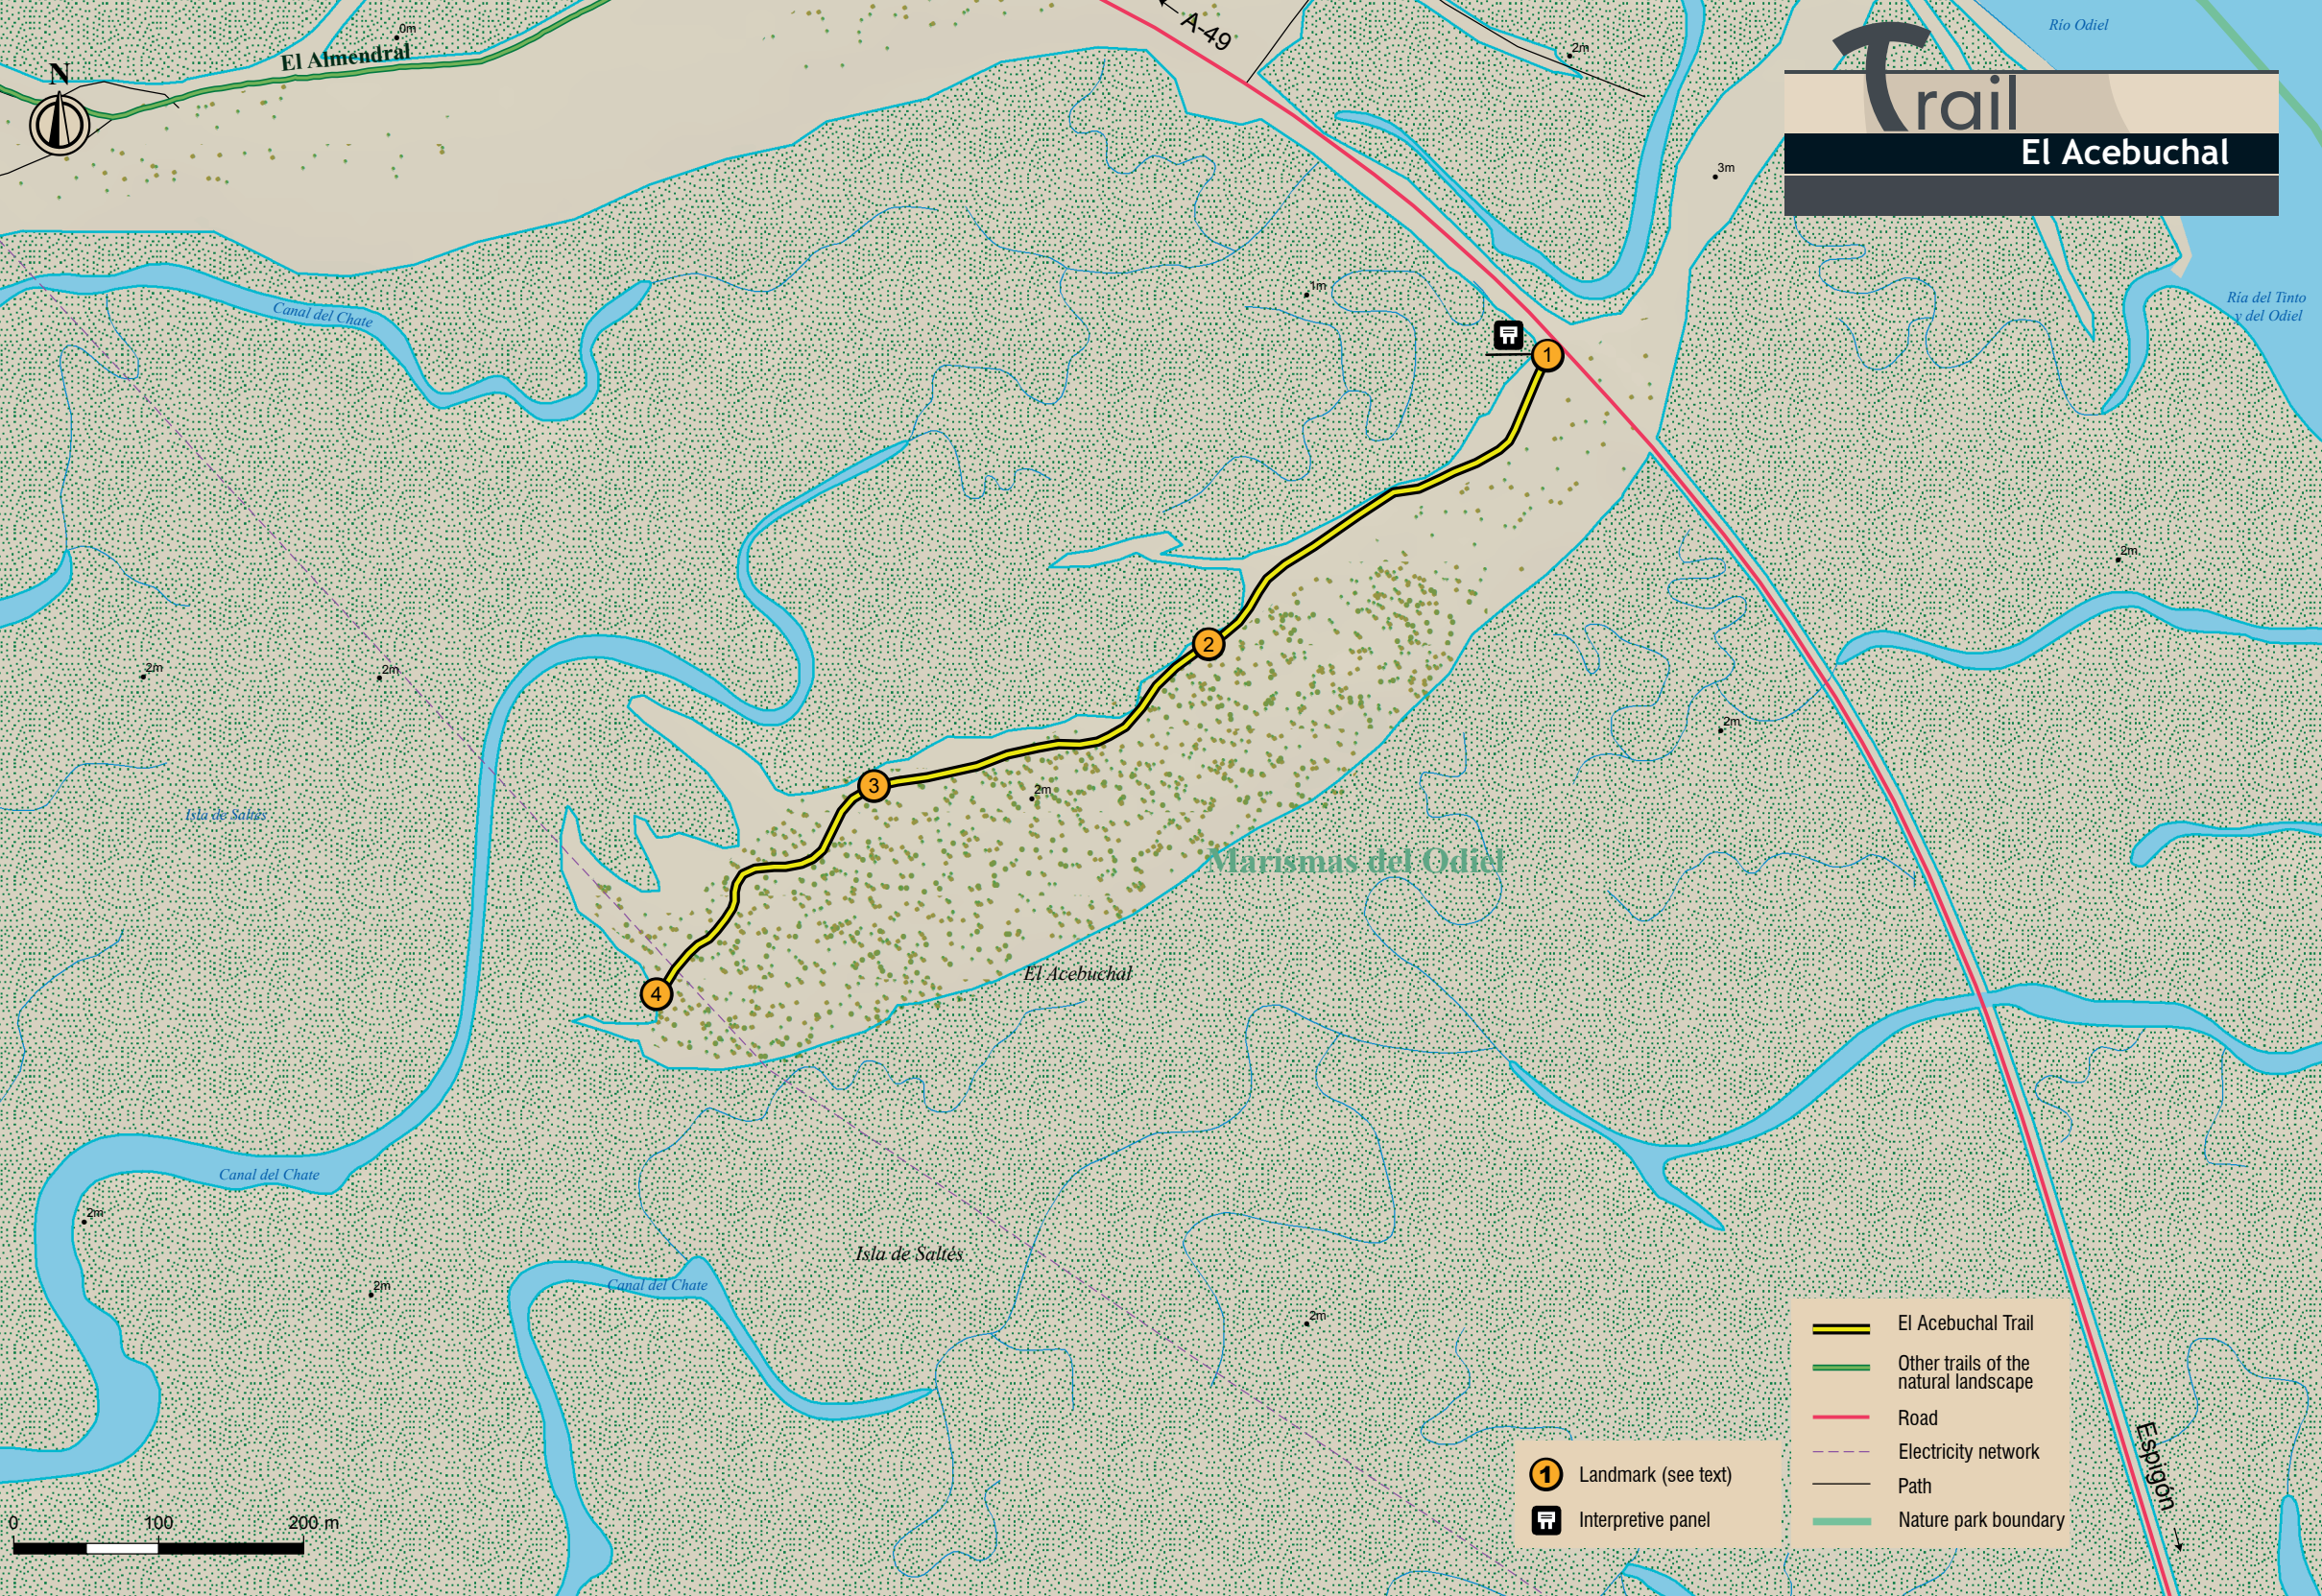 Trail
El Acebuchal
N
El Almendral
0m
A-49
2m
Río Odiel
3m
Canal del Chate
1m
Ría del Tinto
y del Odiel
1
2m
2
2m
2m
2m
3
2m
Isla de Saltés
Marismas del Odiel
El Acebuchal
4
Canal del Chate
2m
Isla de Saltés
Canal del Chate
2m
2m
Espigón
El Acebuchal Trail
Other trails of the
natural landscape
Road
Electricity network
Path
Nature park boundary
1 Landmark (see text)
Interpretive panel
0 100 200 m